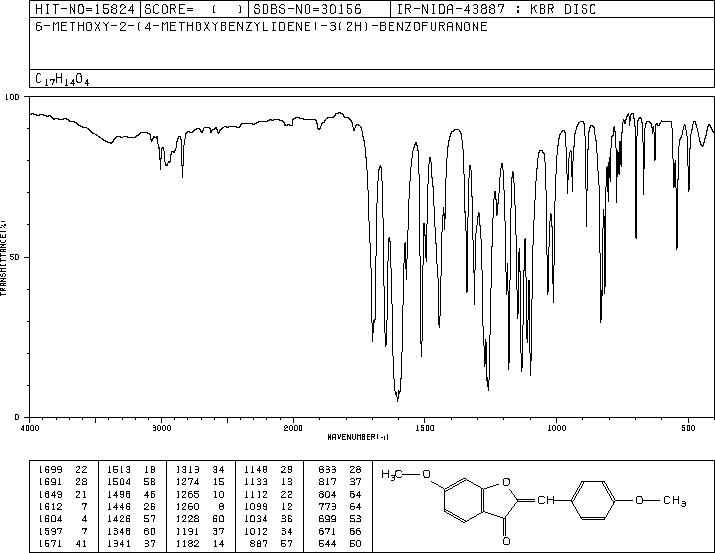 HIT-NO=15824 SCORE= ( ) SDBS-NO=30156 IR-NIDA-43887 : KBR DISC
6-METHOXY-2-(4-METHOXYBENZYLIDENE)-3(2H)-BENZOFURANONE
C17H14O4
100
50
0
TRANSMITTANCE(%)
4000 3000 2000 1500 1000 500
WAVENUMBER(-1)
1699 22 1513 18 1313 34 1148 29 833 28
1691 28 1504 58 1274 15 1133 13 817 37
1649 21 1498 46 1265 10 1112 22 804 64
1612 7 1446 26 1260 8 1099 12 773 64
1604 4 1426 57 1228 60 1034 36 699 53
1597 7 1348 60 1191 37 1012 34 671 66
1571 41 1341 37 1182 14 887 57 544 50
H3C O O CH O CH3
O